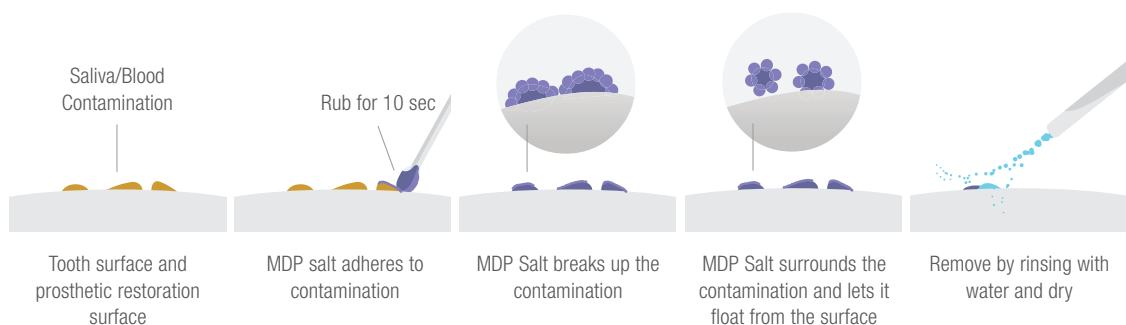 Saliva/Blood
Contamination
Rub for 10 sec
Tooth surface and
prosthetic restoration
surface
MDP salt adheres to
contamination
MDP Salt breaks up the
contamination
MDP Salt surrounds the
contamination and lets it
float from the surface
Remove by rinsing with
water and dry